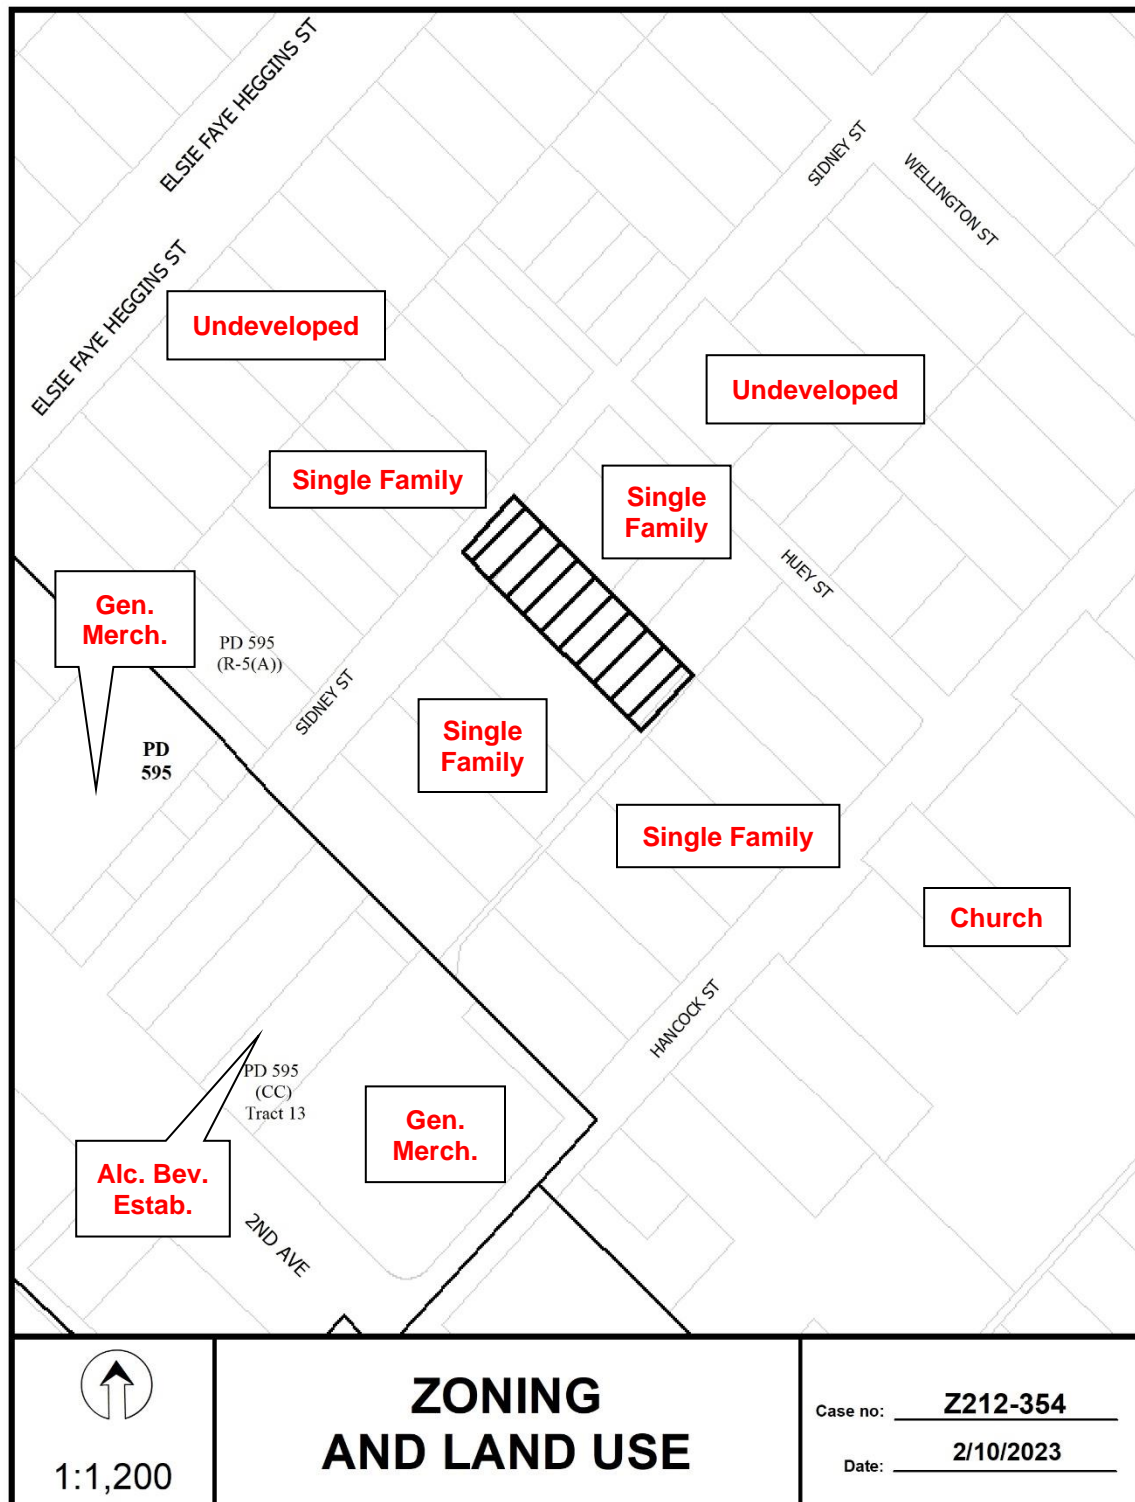 ELSIE FAYE HEGGINS ST
SIDNEY ST
WELLINGTON ST
ELSIE FAYE HEGGINS ST
Undeveloped
Undeveloped
Single Family
Single
Family
HUEY ST
Gen.
Merch.
PD 595
(R-5(A))
SIDNEY ST
Single
Family
PD
595
Single Family
Church
HANCOCK ST
PD 595
(CC)
Tract 13
Gen.
Merch.
Alc. Bev.
Estab.
2ND AVE
1:1,200
ZONING
AND LAND USE
Case no: Z212-354
Date: 2/10/2023